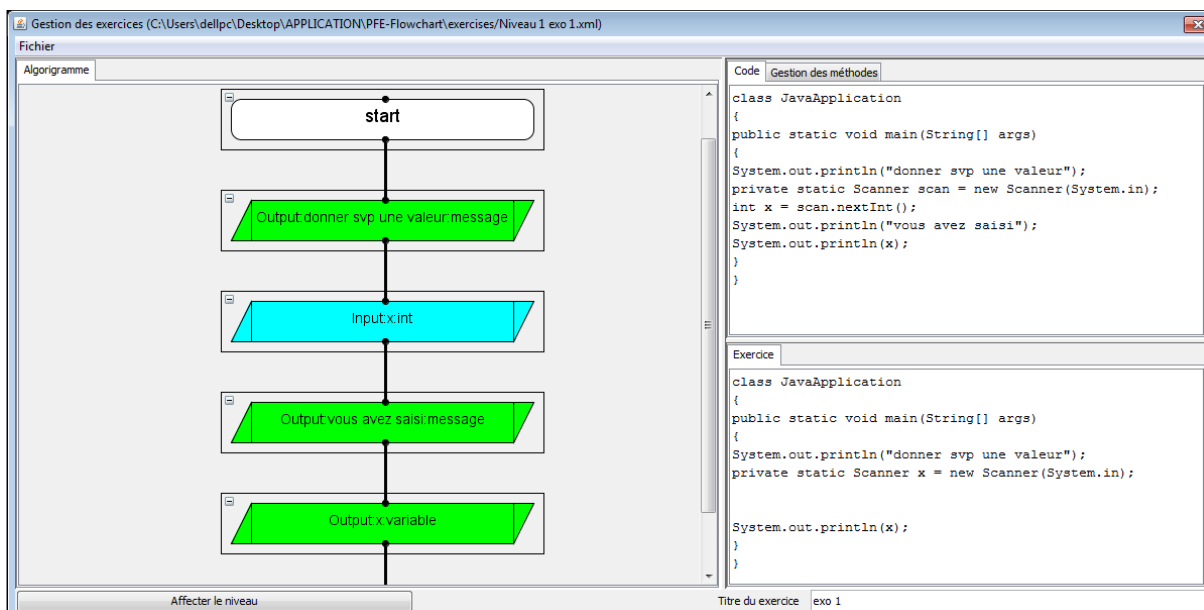 Gestion des exercices (C:\Users\dellpc\Desktop\APPLICATION\PFE-Flowchart\exercises/Niveau 1 exo 1.xml)
Fichier
Algorigramme
start
Output:donner svp une valeur:message
Input:x:int
Output:vous avez saisi:message
Output:x:variable
Affecter le niveau
Code Gestion des méthodes
class JavaApplication
{
public static void main(String[] args)
{
System.out.println("donner svp une valeur");
private static Scanner scan = new Scanner(System.in);
int x = scan.nextInt();
System.out.println("vous avez saisi");
System.out.println(x);
}
}
Exercice
class JavaApplication
{
public static void main(String[] args)
{
System.out.println("donner svp une valeur");
private static Scanner x = new Scanner(System.in);
System.out.println(x);
}
}
Titre du exercice exo 1